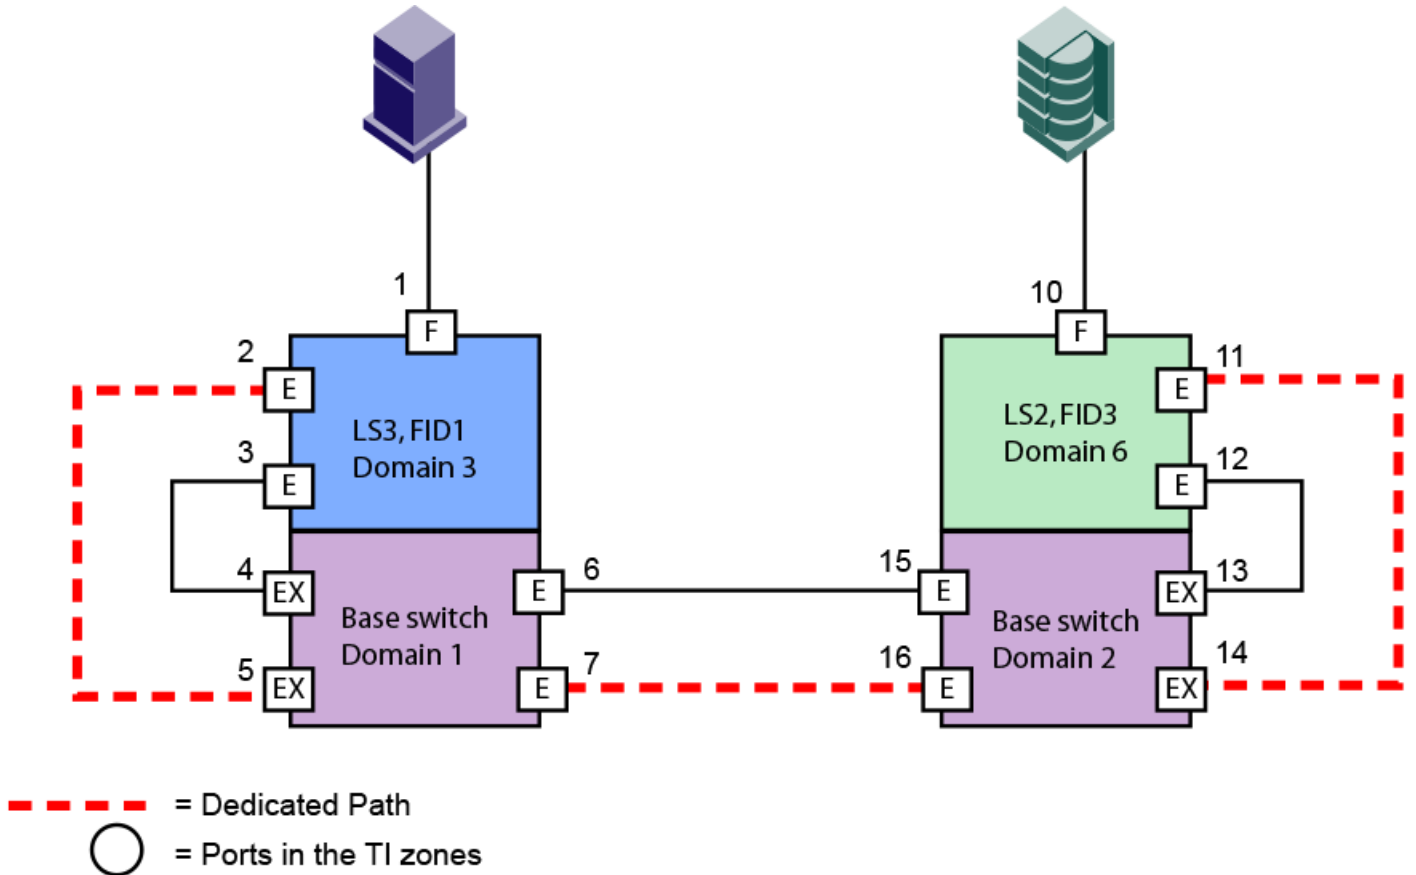 1
10
F
F
2
11
E
E
LS3, FID1
Domain 3
LS2, FID3
Domain 6
3
12
E
E
4
6
15
13
EX
E
E
EX
Base switch
Domain 1
Base switch
Domain 2
5
7
16
14
EX
E
E
EX
= Dedicated Path
= Ports in the TI zones